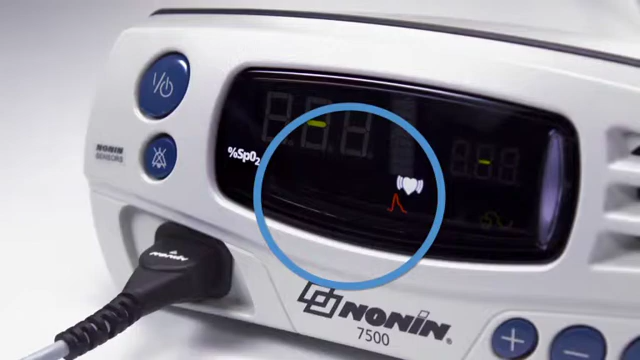 I/⏻
NONIN
SENSORS
%SpO2
NONIN®
7500
+
−